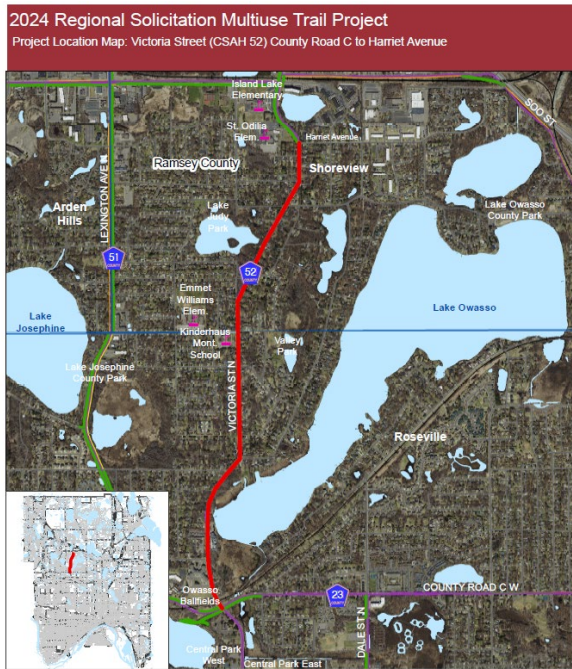 2024 Regional Solicitation Multiuse Trail Project
Project Location Map: Victoria Street (CSAH 52) County Road C to Harriet Avenue
Island Lake
Elementary
SOO ST.
St. Odilia
Elem.
Harriet Avenue
Ramsey County
Shoreview
LEXINGTON AVE N
Arden
Hills
Lake
Judy
Park
Lake Owasso
County Park
51
COUNTY
52
COUNTY
Emmet
Williams
Elem.
Lake
Josephine
Lake Owasso
Kinderhaus
Mont.
School
Valley
Park
VICTORIA ST N
Lake Josephine
County Park
Roseville
Owasso
Ballfields
23
COUNTY
COUNTY ROAD C W
DALE ST N
Central Park
West
Central Park East